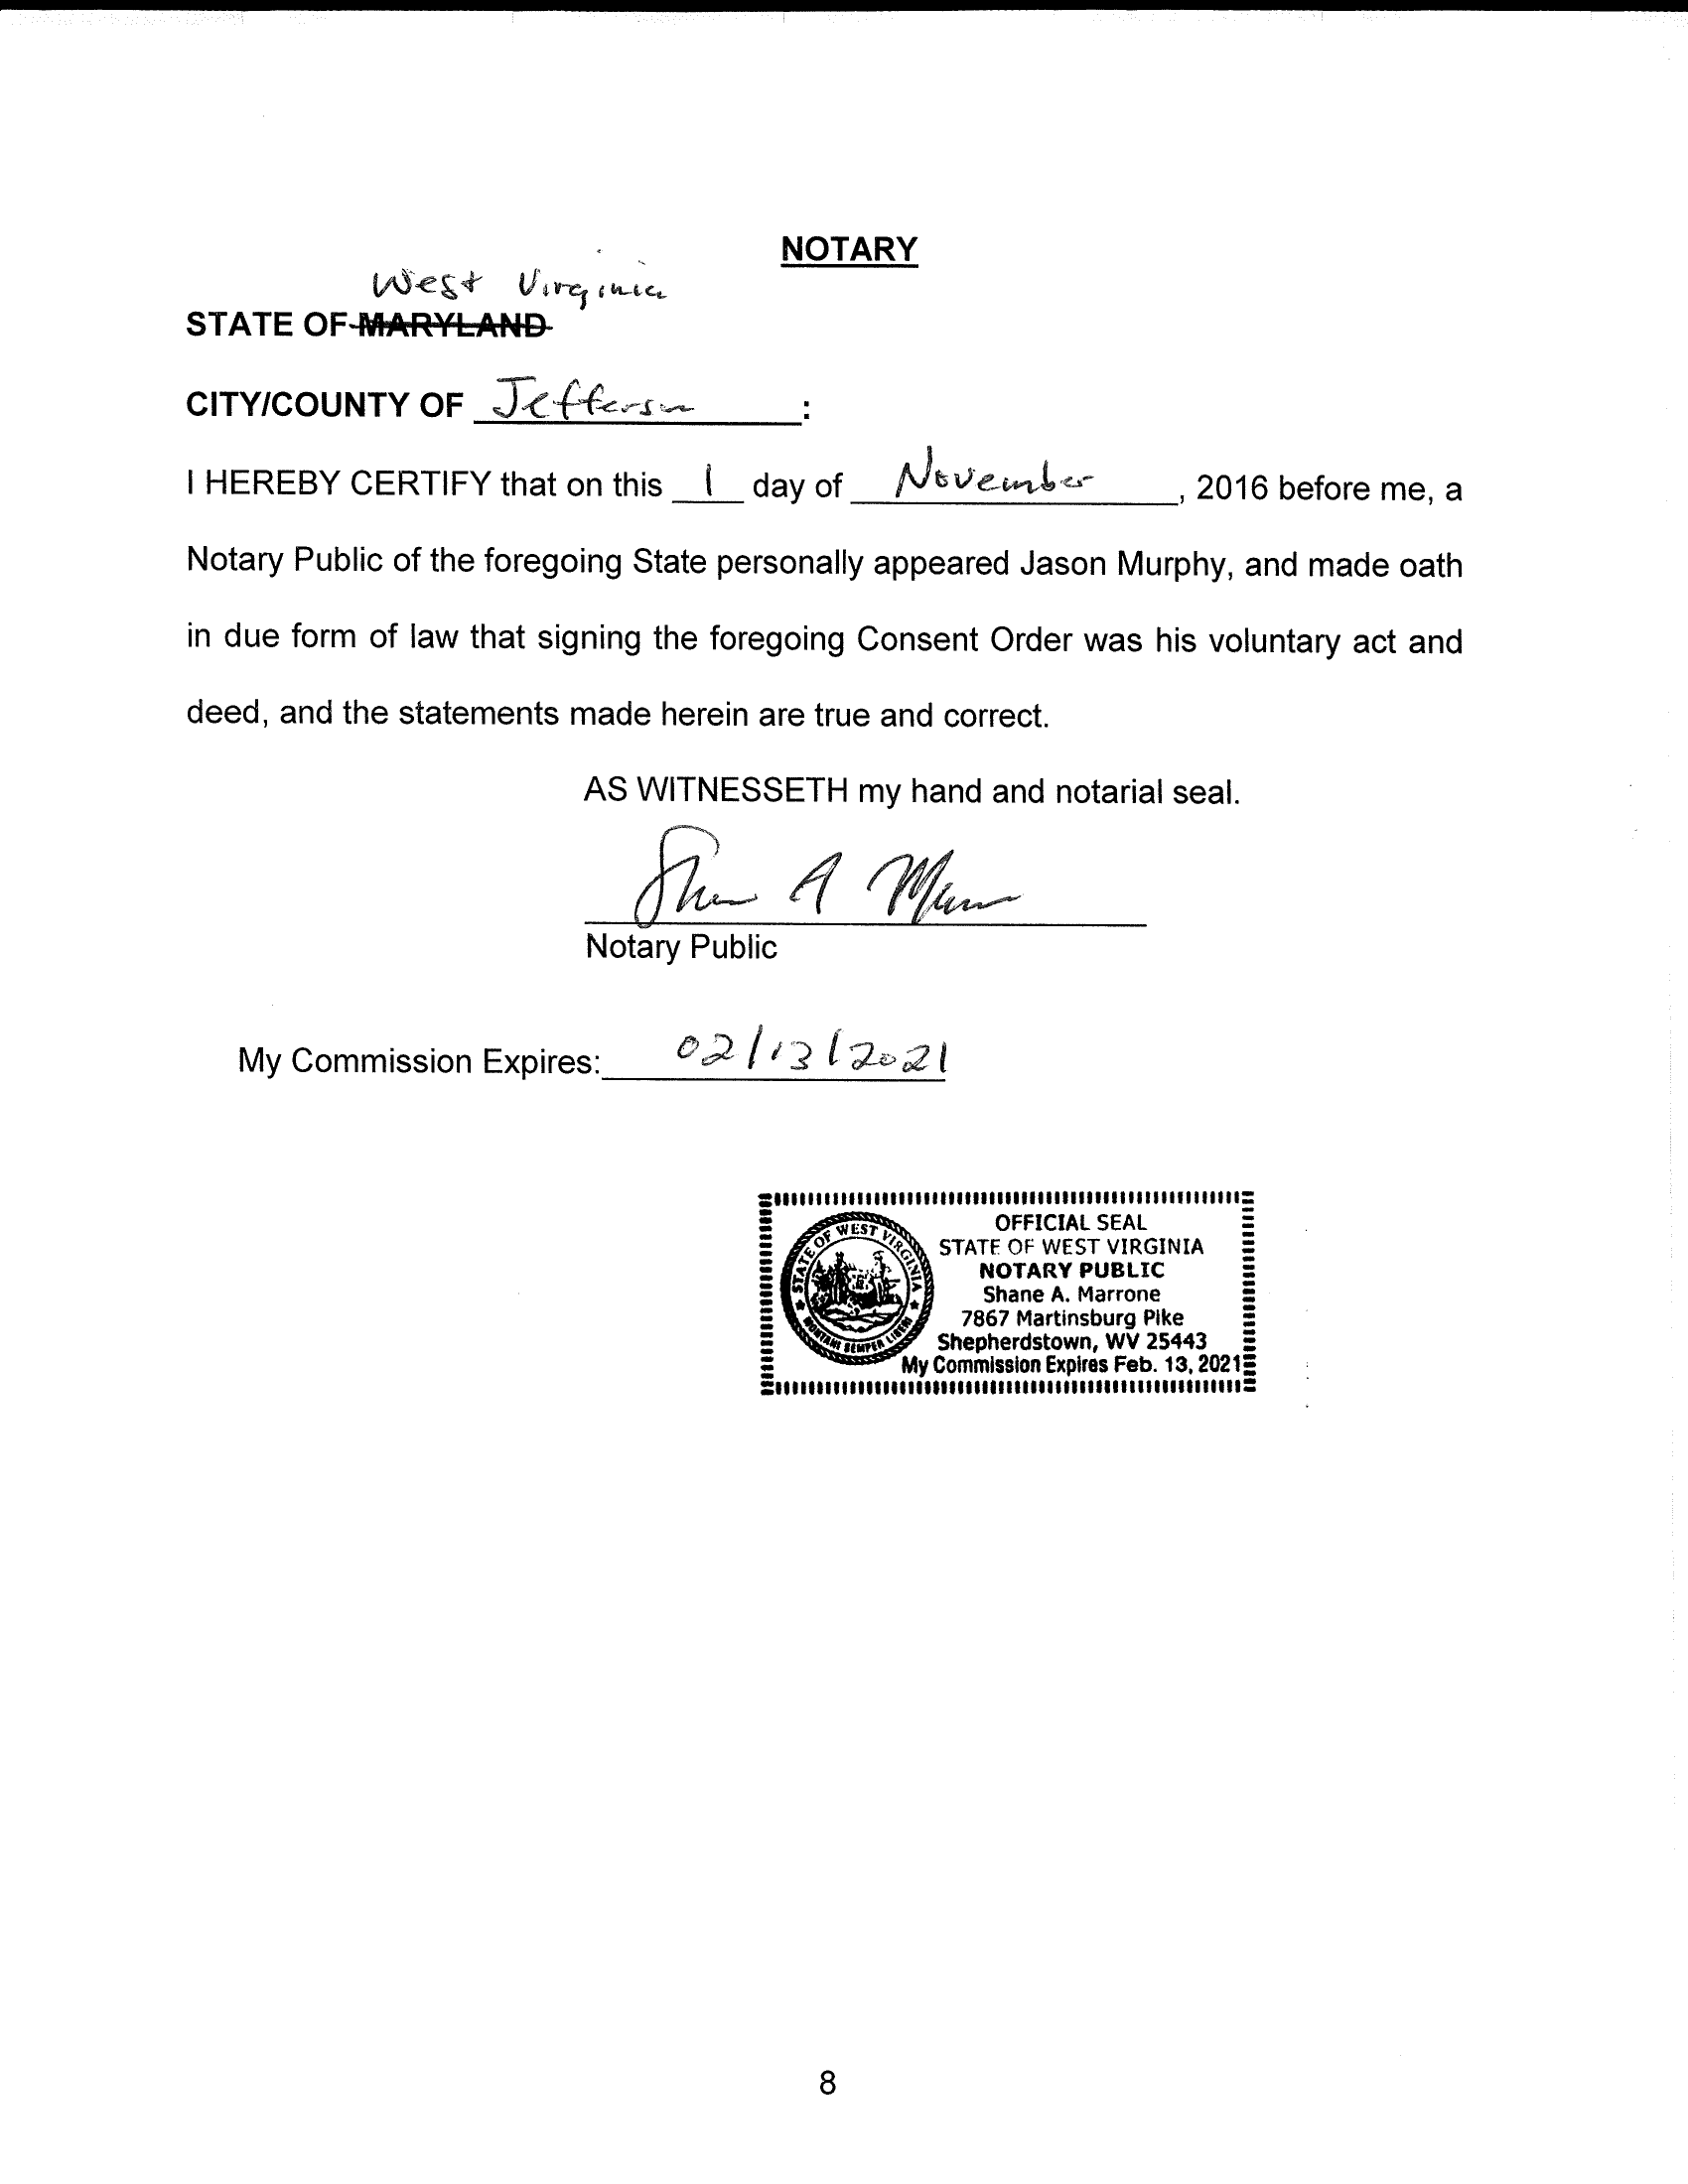 NOTARY
West Virginia
STATE OF MARYLAND
CITY/COUNTY OF Jefferson :
I HEREBY CERTIFY that on this 1 day of November, 2016 before me, a
Notary Public of the foregoing State personally appeared Jason Murphy, and made oath
in due form of law that signing the foregoing Consent Order was his voluntary act and
deed, and the statements made herein are true and correct.
AS WITNESSETH my hand and notarial seal.
Shane A Marrone
Notary Public
My Commission Expires: 02/13/2021
STATE OF WEST VIRGINIA
MONTANI SEMPER LIBERI
OFFICIAL SEAL
STATE OF WEST VIRGINIA
NOTARY PUBLIC
Shane A. Marrone
7867 Martinsburg Pike
Shepherdstown, WV 25443
My Commission Expires Feb. 13, 2021
8